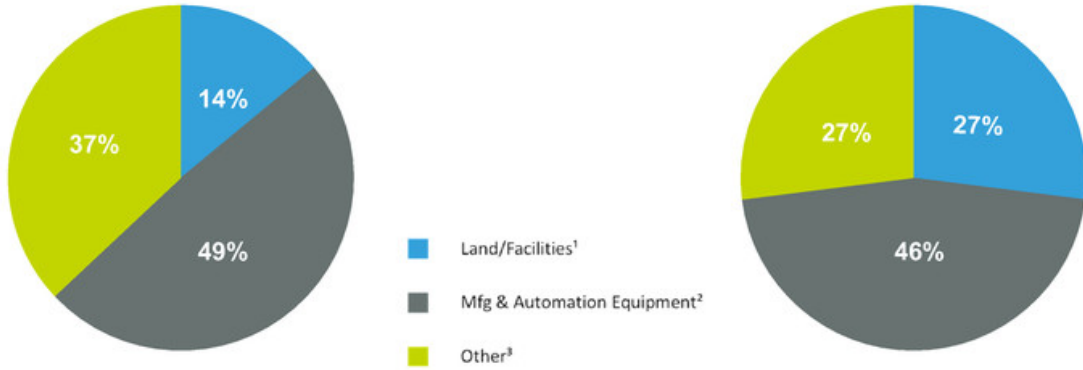 14%
37%
49%
27%
27%
46%
Land/Facilities¹
Mfg & Automation Equipment²
Other³